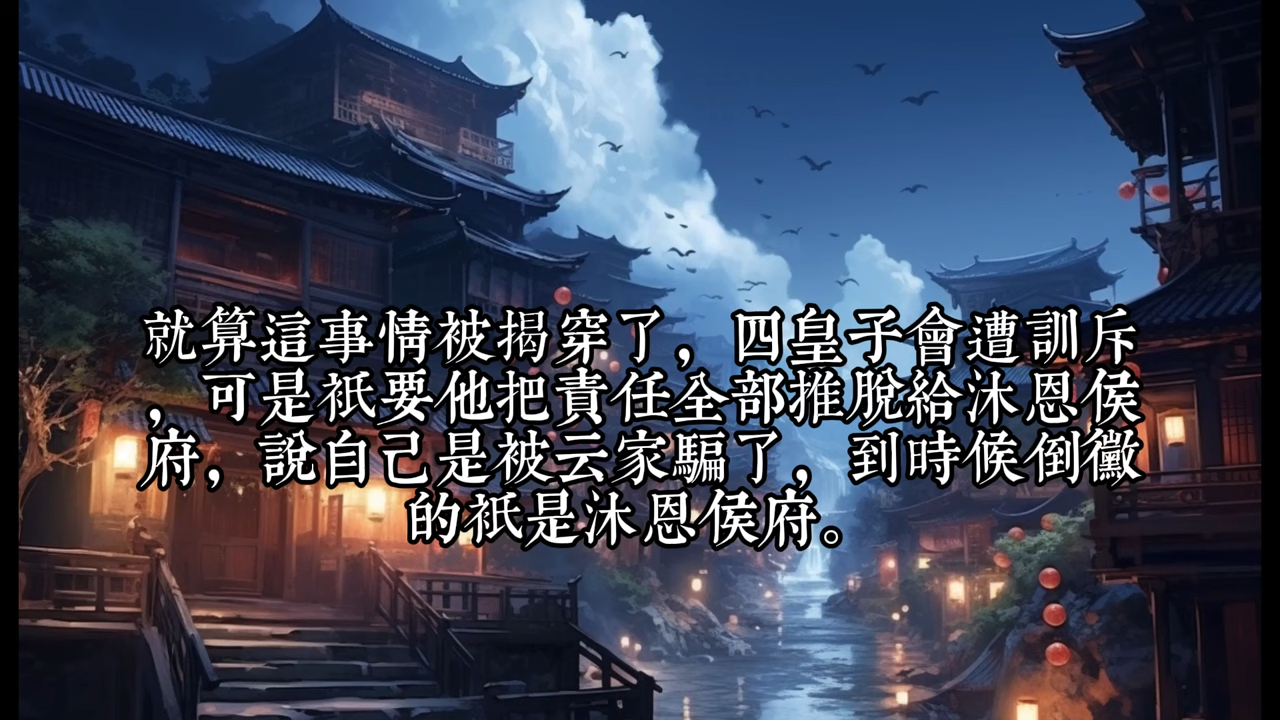 就算這事情被揭穿了，四皇子會遭訓斥
，可是祇要他把責任全部推脫給沐恩侯
府，說自己是被云家騙了，到時候倒黴
的祇是沐恩侯府。